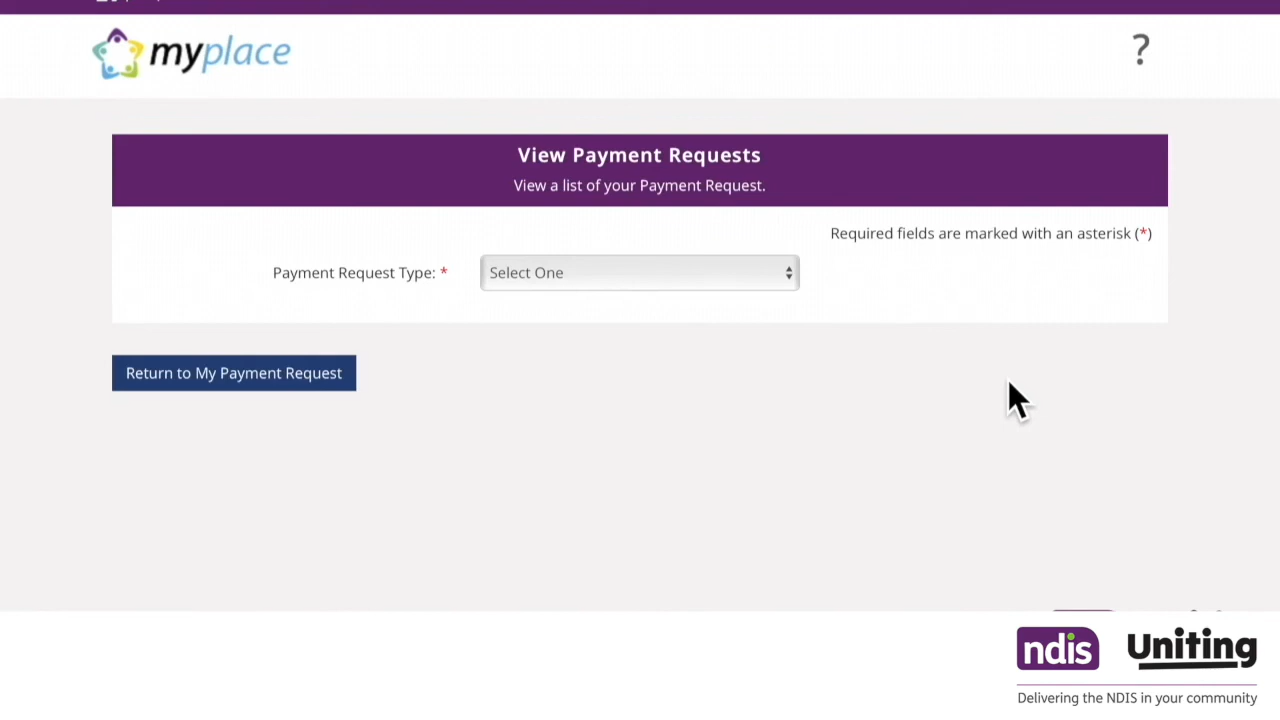 myplace
?
View Payment Requests
View a list of your Payment Request.
Required fields are marked with an asterisk (*)
Payment Request Type: *
Select One
Return to My Payment Request
ndis
Uniting
Delivering the NDIS in your community